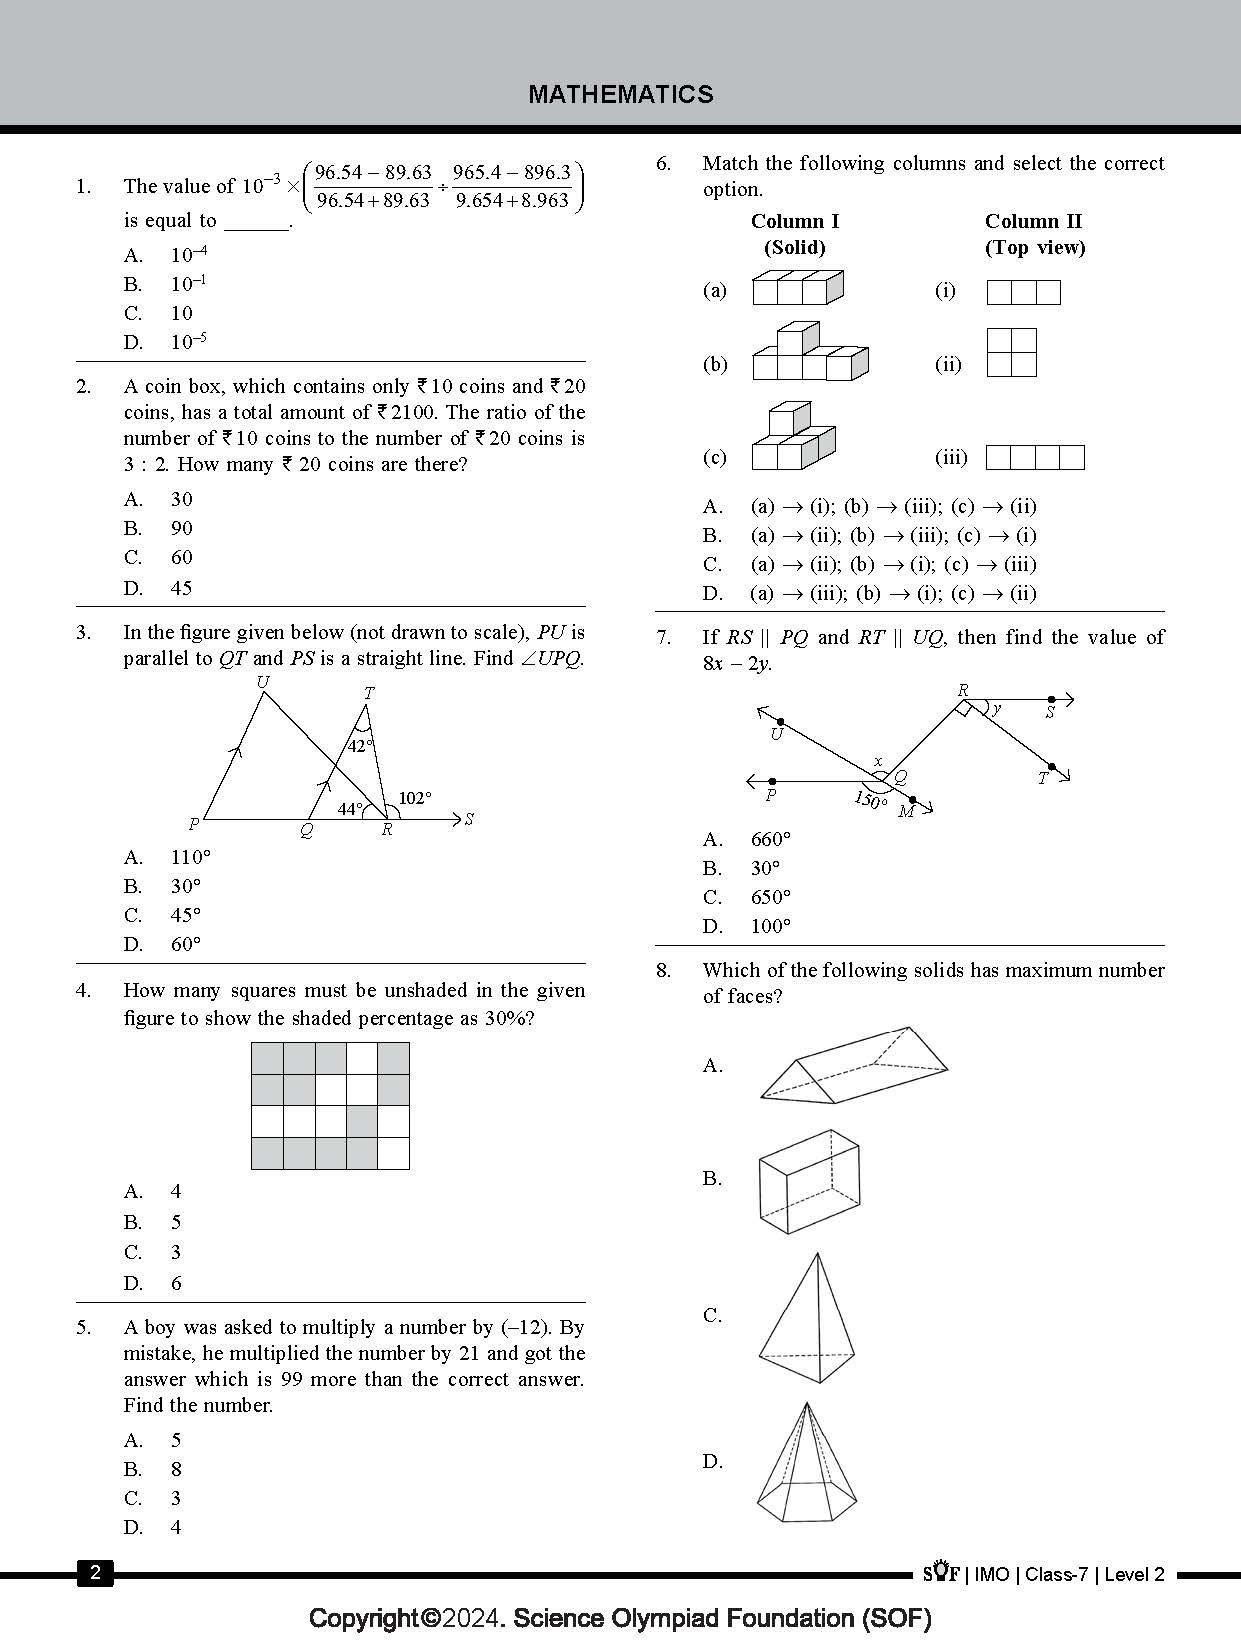 MATHEMATICS
1. The value of 10⁻³ × ( (96.54 − 89.63)/(96.54 + 89.63) ÷ (965.4 − 896.3)/(9.654 + 8.963) )
is equal to ______.
A. 10⁻⁴
B. 10⁻¹
C. 10
D. 10⁻⁵
2. A coin box, which contains only ₹ 10 coins and ₹ 20
coins, has a total amount of ₹ 2100. The ratio of the
number of ₹ 10 coins to the number of ₹ 20 coins is
3 : 2. How many ₹ 20 coins are there?
A. 30
B. 90
C. 60
D. 45
3. In the figure given below (not drawn to scale), PU is
parallel to QT and PS is a straight line. Find ∠UPQ.
U
T
42°
44°
102°
P
Q
R
S
A. 110°
B. 30°
C. 45°
D. 60°
4. How many squares must be unshaded in the given
figure to show the shaded percentage as 30%?
A. 4
B. 5
C. 3
D. 6
5. A boy was asked to multiply a number by (–12). By
mistake, he multiplied the number by 21 and got the
answer which is 99 more than the correct answer.
Find the number.
A. 5
B. 8
C. 3
D. 4
6. Match the following columns and select the correct
option.
Column I Column II
(Solid) (Top view)
(a) (i)
(b) (ii)
(c) (iii)
A. (a) → (i); (b) → (iii); (c) → (ii)
B. (a) → (ii); (b) → (iii); (c) → (i)
C. (a) → (ii); (b) → (i); (c) → (iii)
D. (a) → (iii); (b) → (i); (c) → (ii)
7. If RS || PQ and RT || UQ, then find the value of
8x – 2y.
R
y
S
U
x
Q
T
P
150°
M
A. 660°
B. 30°
C. 650°
D. 100°
8. Which of the following solids has maximum number
of faces?
A.
B.
C.
D.
2
SOF | IMO | Class-7 | Level 2
Copyright©2024. Science Olympiad Foundation (SOF)